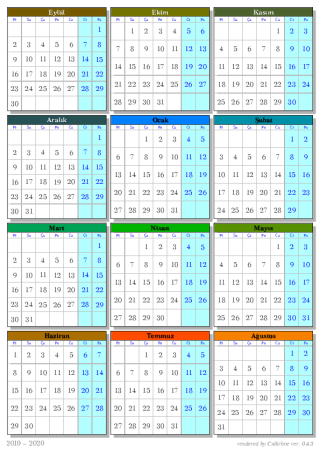 Eylül
Pt Sa Ça Pe Cu Ct Pa
1
2 3 4 5 6 7 8
9 10 11 12 13 14 15
16 17 18 19 20 21 22
23 24 25 26 27 28 29
30
Ekim
Pt Sa Ça Pe Cu Ct Pa
1 2 3 4 5 6
7 8 9 10 11 12 13
14 15 16 17 18 19 20
21 22 23 24 25 26 27
28 29 30 31
Kasım
Pt Sa Ça Pe Cu Ct Pa
1 2 3
4 5 6 7 8 9 10
11 12 13 14 15 16 17
18 19 20 21 22 23 24
25 26 27 28 29 30
Aralık
Pt Sa Ça Pe Cu Ct Pa
1
2 3 4 5 6 7 8
9 10 11 12 13 14 15
16 17 18 19 20 21 22
23 24 25 26 27 28 29
30 31
Ocak
Pt Sa Ça Pe Cu Ct Pa
1 2 3 4 5
6 7 8 9 10 11 12
13 14 15 16 17 18 19
20 21 22 23 24 25 26
27 28 29 30 31
Şubat
Pt Sa Ça Pe Cu Ct Pa
1 2
3 4 5 6 7 8 9
10 11 12 13 14 15 16
17 18 19 20 21 22 23
24 25 26 27 28 29
Mart
Pt Sa Ça Pe Cu Ct Pa
1
2 3 4 5 6 7 8
9 10 11 12 13 14 15
16 17 18 19 20 21 22
23 24 25 26 27 28 29
30 31
Nisan
Pt Sa Ça Pe Cu Ct Pa
1 2 3 4 5
6 7 8 9 10 11 12
13 14 15 16 17 18 19
20 21 22 23 24 25 26
27 28 29 30
Mayıs
Pt Sa Ça Pe Cu Ct Pa
1 2 3
4 5 6 7 8 9 10
11 12 13 14 15 16 17
18 19 20 21 22 23 24
25 26 27 28 29 30 31
Haziran
Pt Sa Ça Pe Cu Ct Pa
1 2 3 4 5 6 7
8 9 10 11 12 13 14
15 16 17 18 19 20 21
22 23 24 25 26 27 28
29 30
Temmuz
Pt Sa Ça Pe Cu Ct Pa
1 2 3 4 5
6 7 8 9 10 11 12
13 14 15 16 17 18 19
20 21 22 23 24 25 26
27 28 29 30 31
Ağustos
Pt Sa Ça Pe Cu Ct Pa
1 2
3 4 5 6 7 8 9
10 11 12 13 14 15 16
17 18 19 20 21 22 23
24 25 26 27 28 29 30
31
2019 – 2020
rendered by ver. 0.4.3